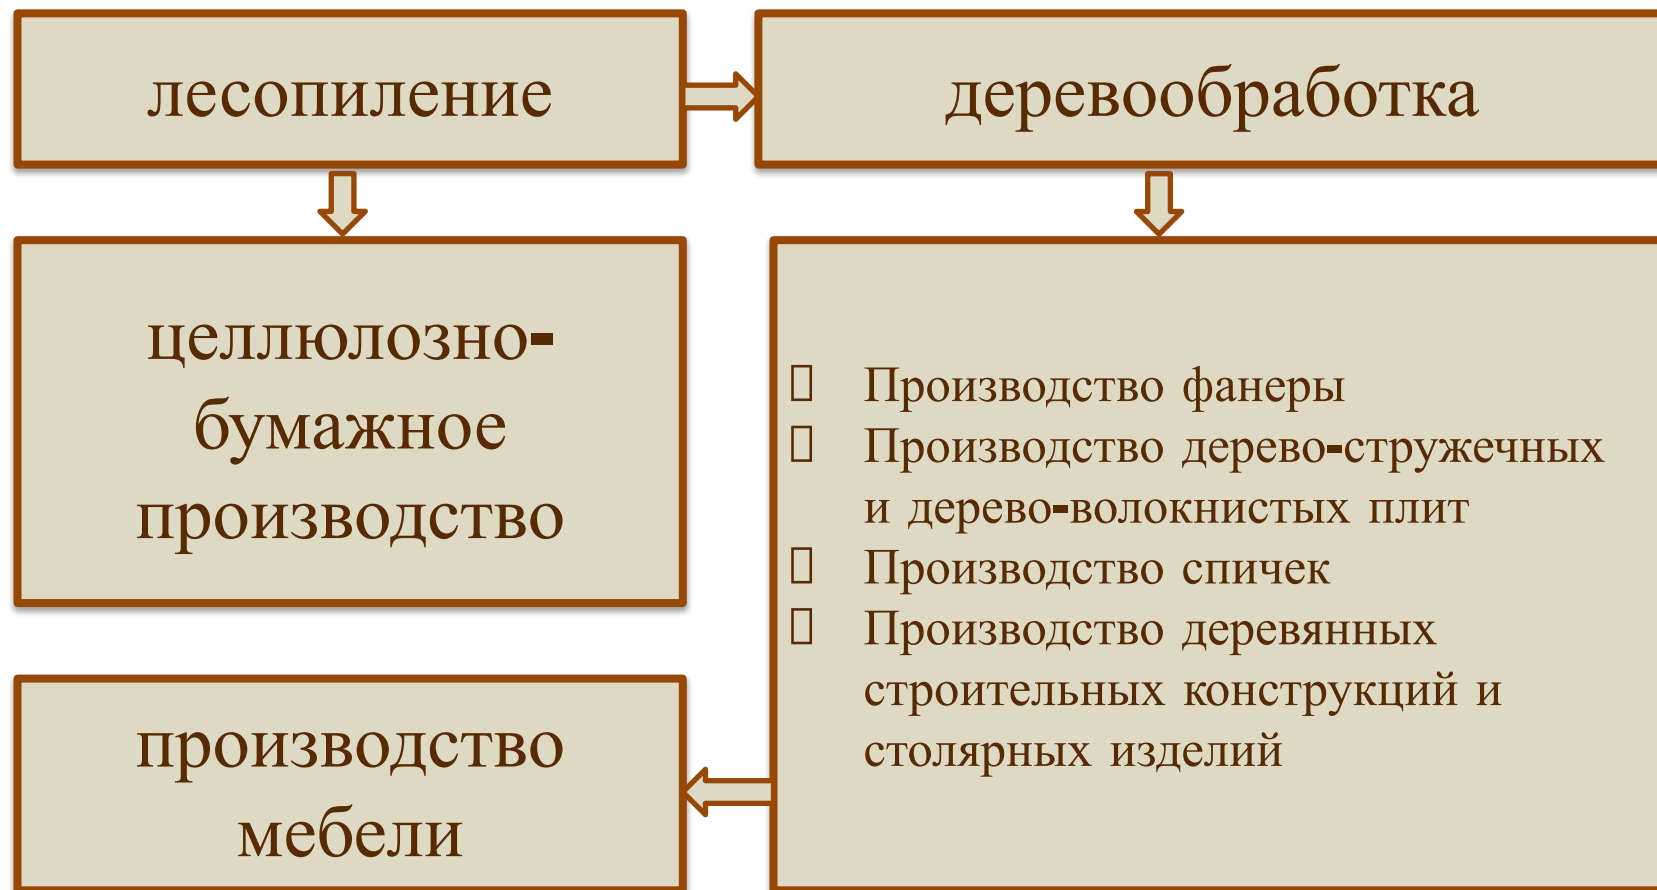 лесопиление
деревообработка
целлюлозно-
бумажное
производство
Производство фанеры
Производство дерево-стружечных
и дерево-волокнистых плит
Производство спичек
Производство деревянных
строительных конструкций и
столярных изделий
производство
мебели